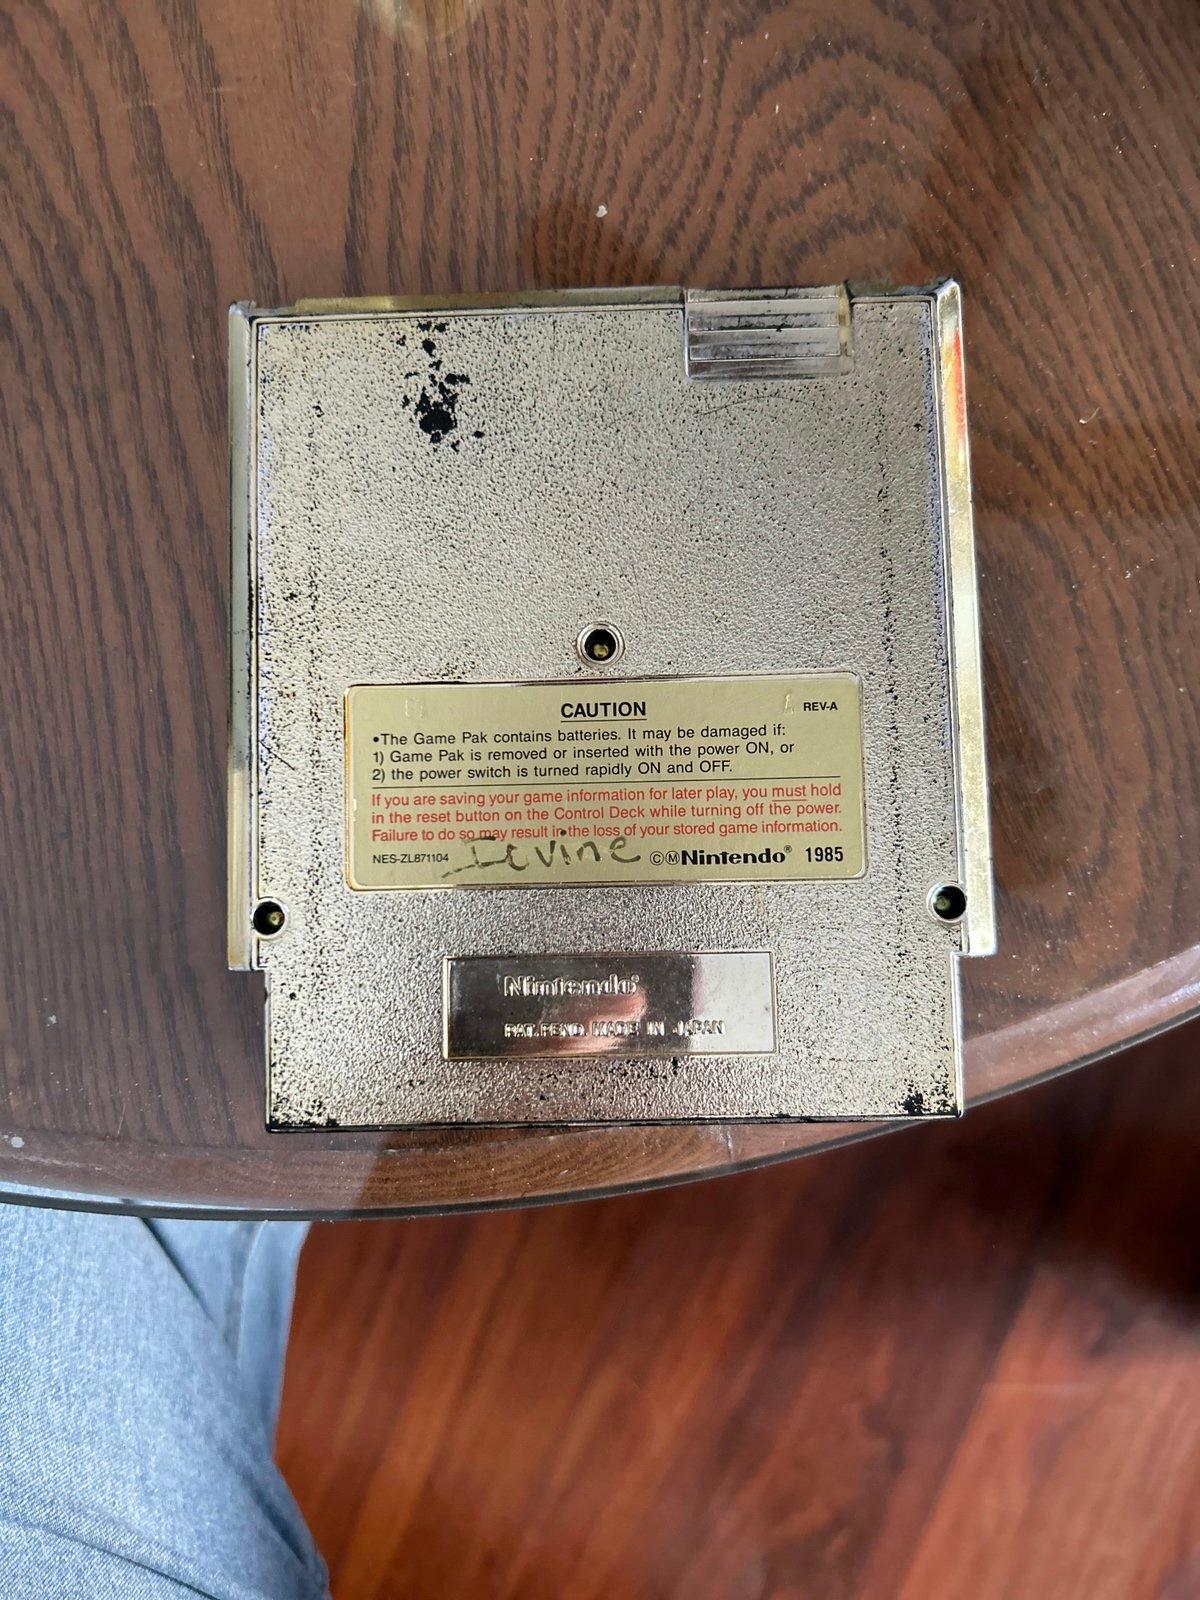 CAUTION
REV-A
•The Game Pak contains batteries. It may be damaged if:
1) Game Pak is removed or inserted with the power ON, or
2) the power switch is turned rapidly ON and OFF.
If you are saving your game information for later play, you must hold
in the reset button on the Control Deck while turning off the power.
Failure to do so may result in the loss of your stored game information.
NES-ZL871104
©Ⓜ Nintendo® 1985
Nintendo®
PAT. PEND. MADE IN JAPAN